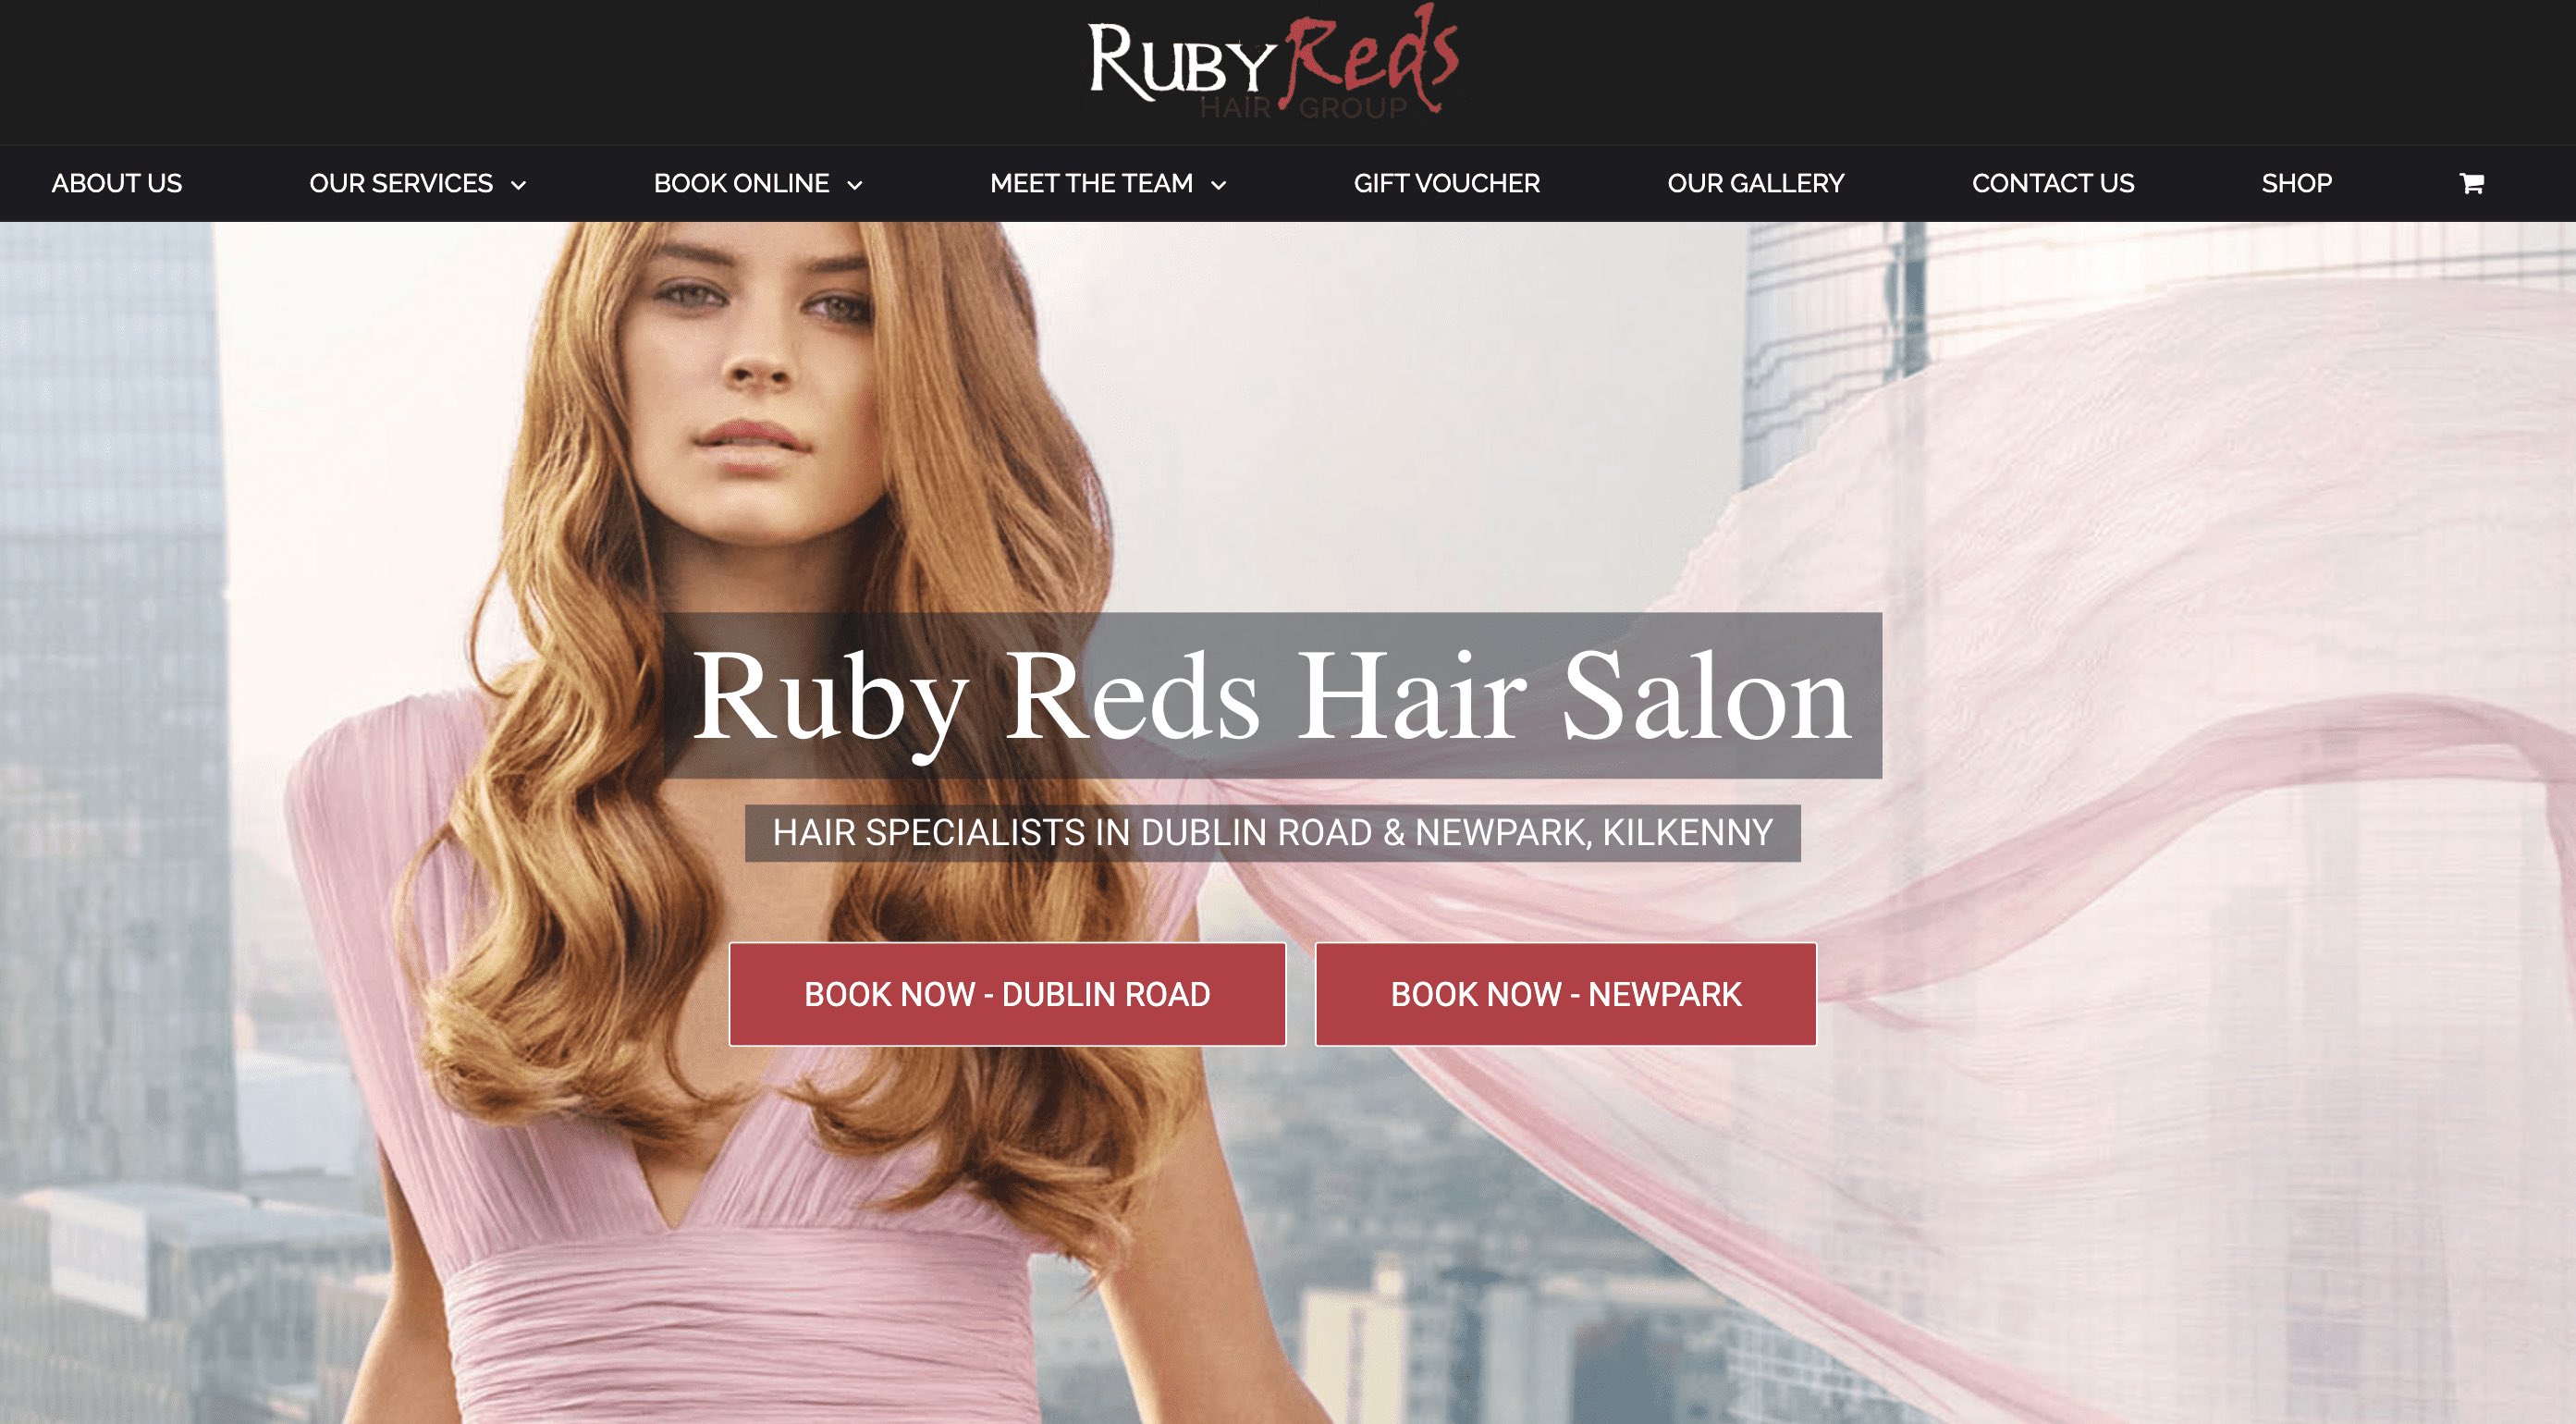 RUBY Reds
HAIR GROUP
ABOUT US OUR SERVICES BOOK ONLINE MEET THE TEAM GIFT VOUCHER OUR GALLERY CONTACT US SHOP
Ruby Reds Hair Salon
HAIR SPECIALISTS IN DUBLIN ROAD & NEWPARK, KILKENNY
BOOK NOW - DUBLIN ROAD BOOK NOW - NEWPARK